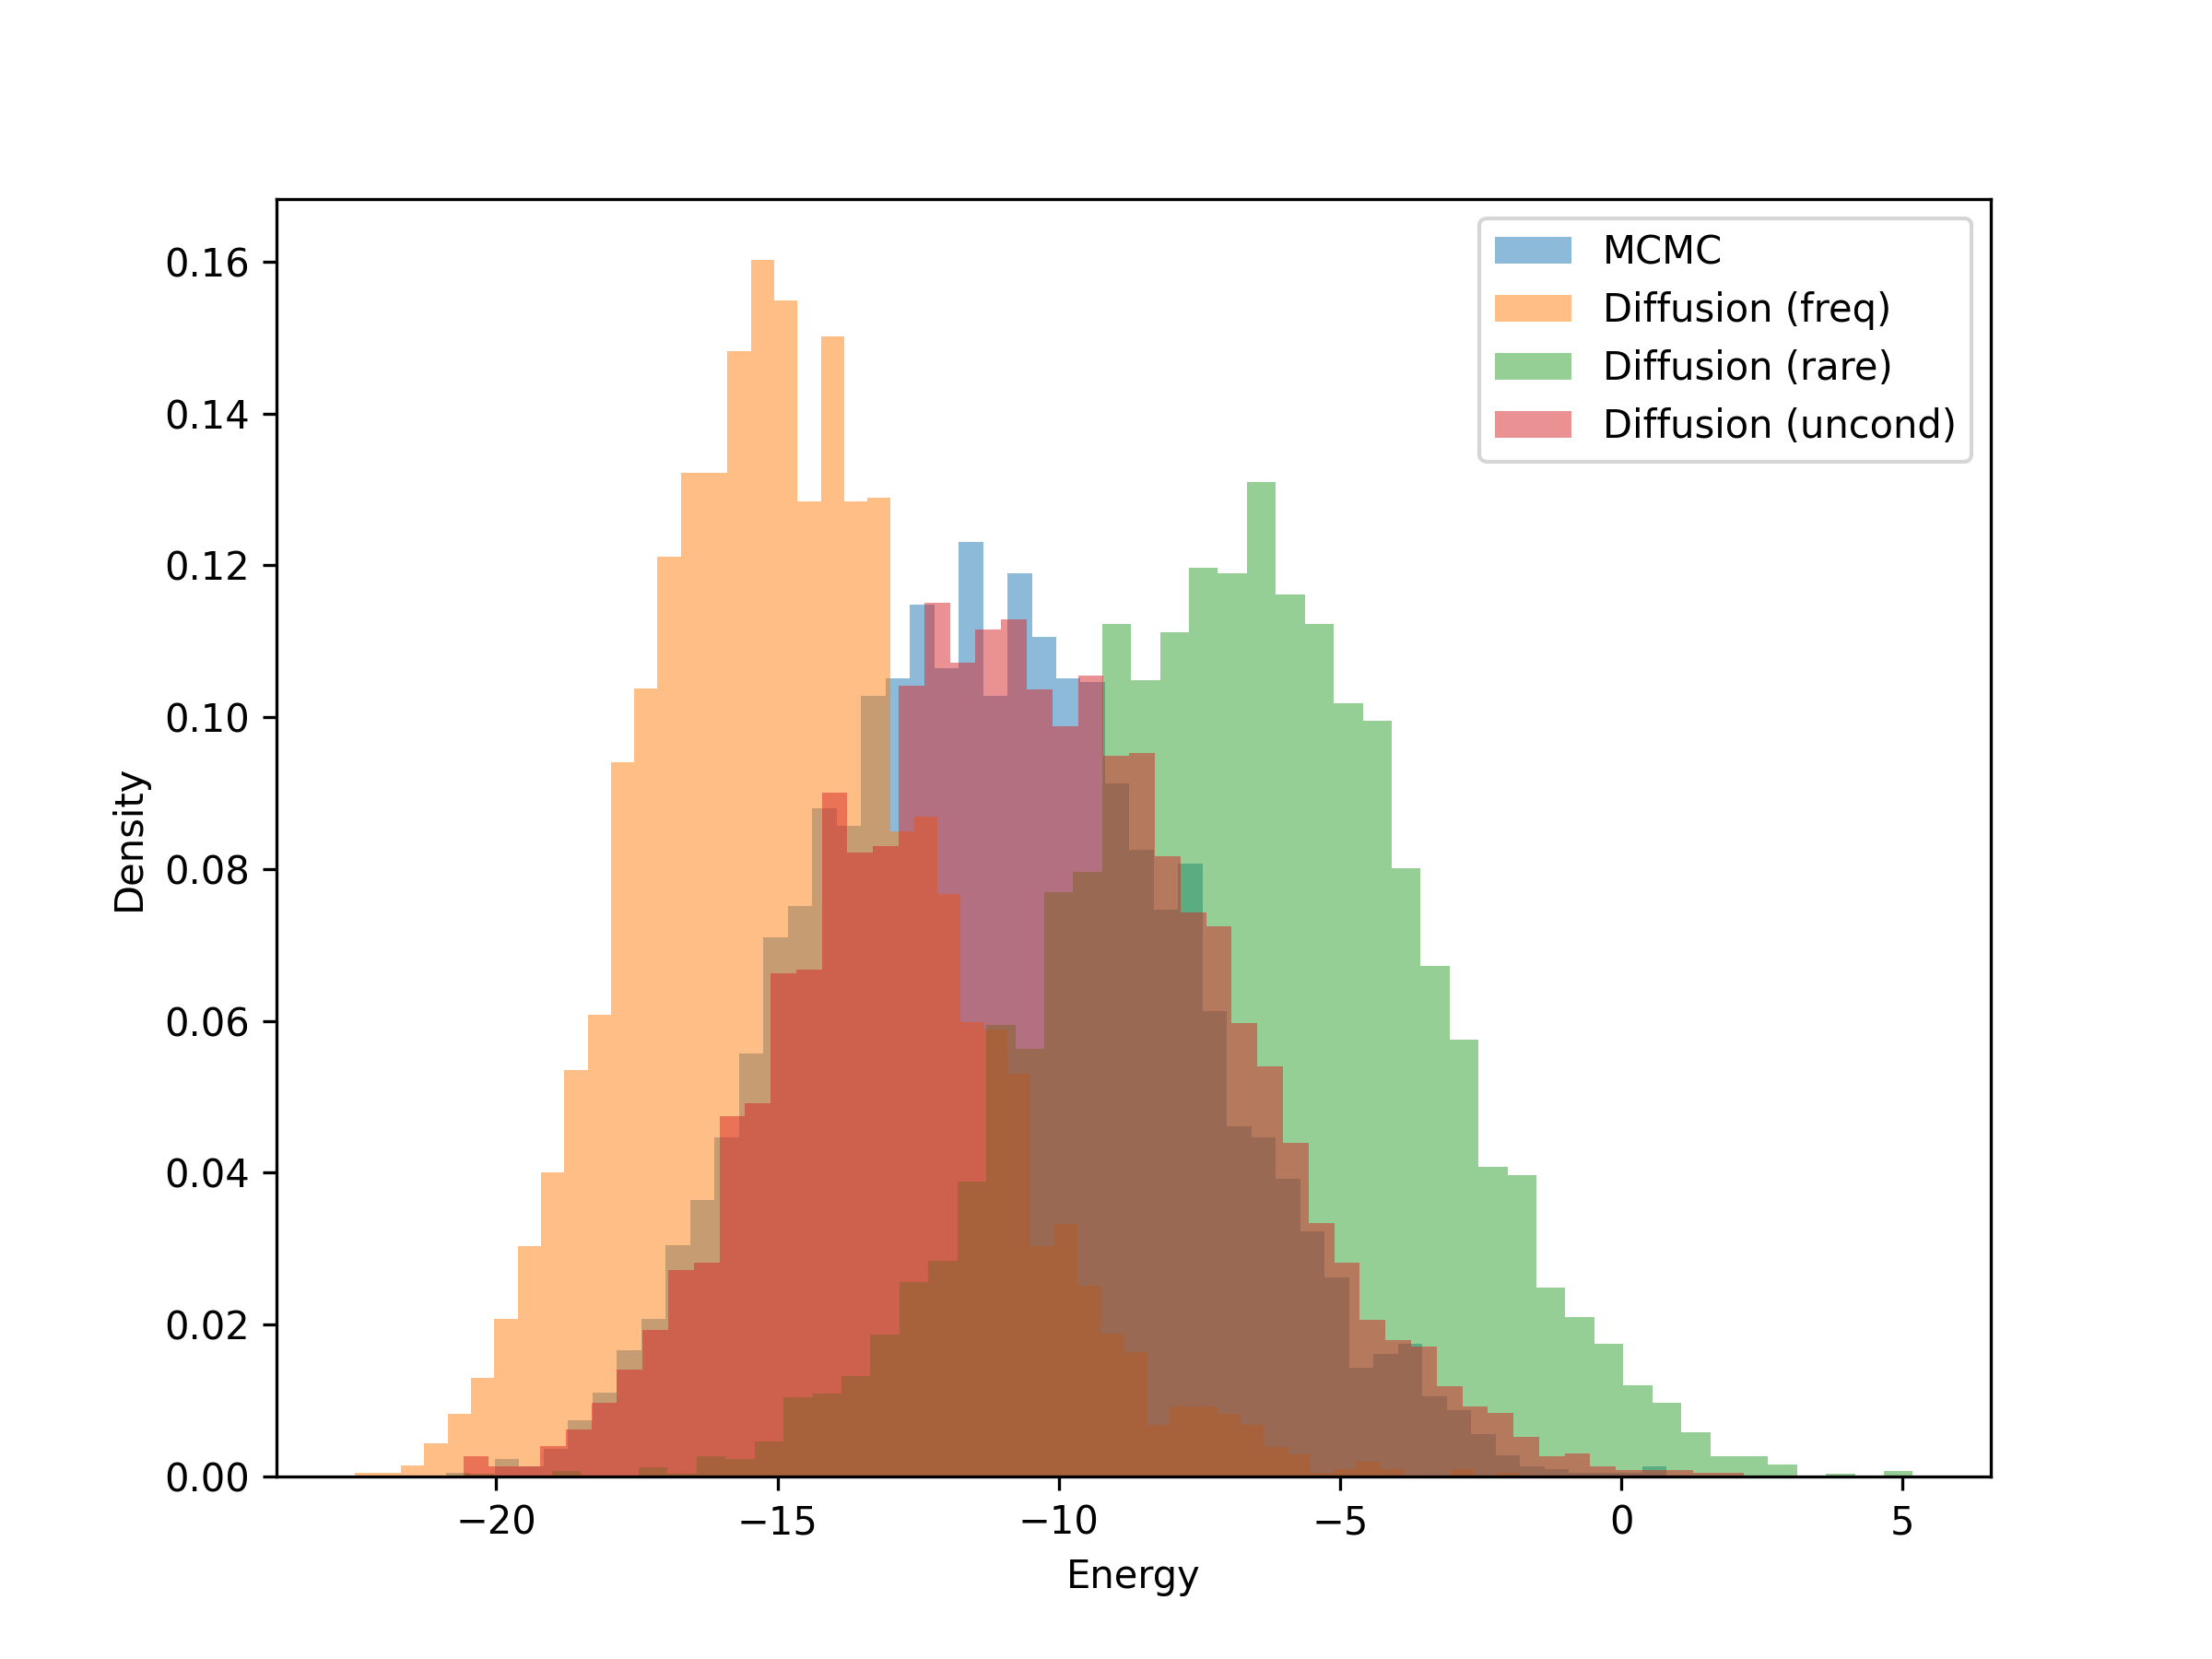 MCMC
Diffusion (freq)
Diffusion (rare)
Diffusion (uncond)
0.16
0.14
0.12
0.10
0.08
0.06
0.04
0.02
0.00
Density
−20 −15 −10 −5 0 5
Energy